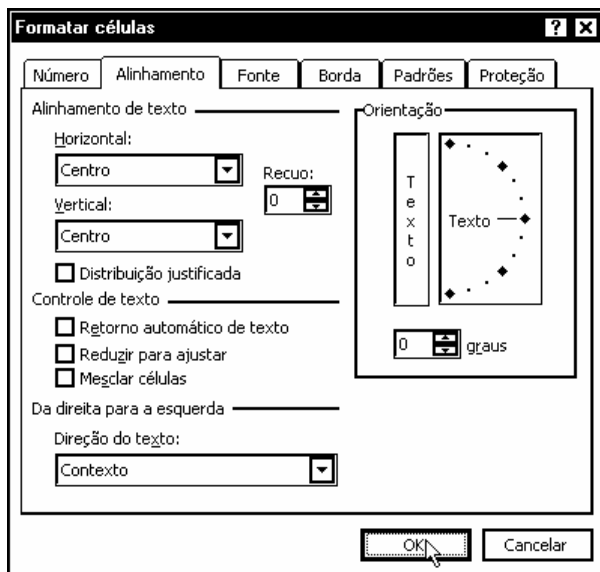 Formatar células
Número Alinhamento Fonte Borda Padrões Proteção
Alinhamento de texto
Horizontal:
Centro
Recuo:
0
Vertical:
Centro
Distribuição justificada
Controle de texto
Retorno automático de texto
Reduzir para ajustar
Mesclar células
Da direita para a esquerda
Direção do texto:
Contexto
Orientação
T
e
x
t
o
Texto
0 graus
OK Cancelar